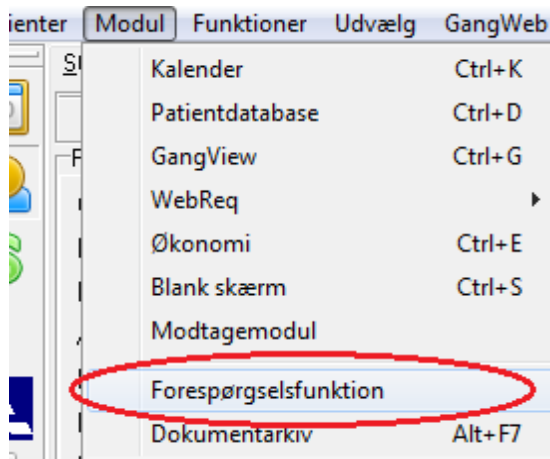 Modul Funktioner Udvælg GangWeb
Kalender Ctrl+K
Patientdatabase Ctrl+D
GangView Ctrl+G
WebReq
Økonomi Ctrl+E
Blank skærm Ctrl+S
Modtagemodul
Forespørgselsfunktion
Dokumentarkiv Alt+F7